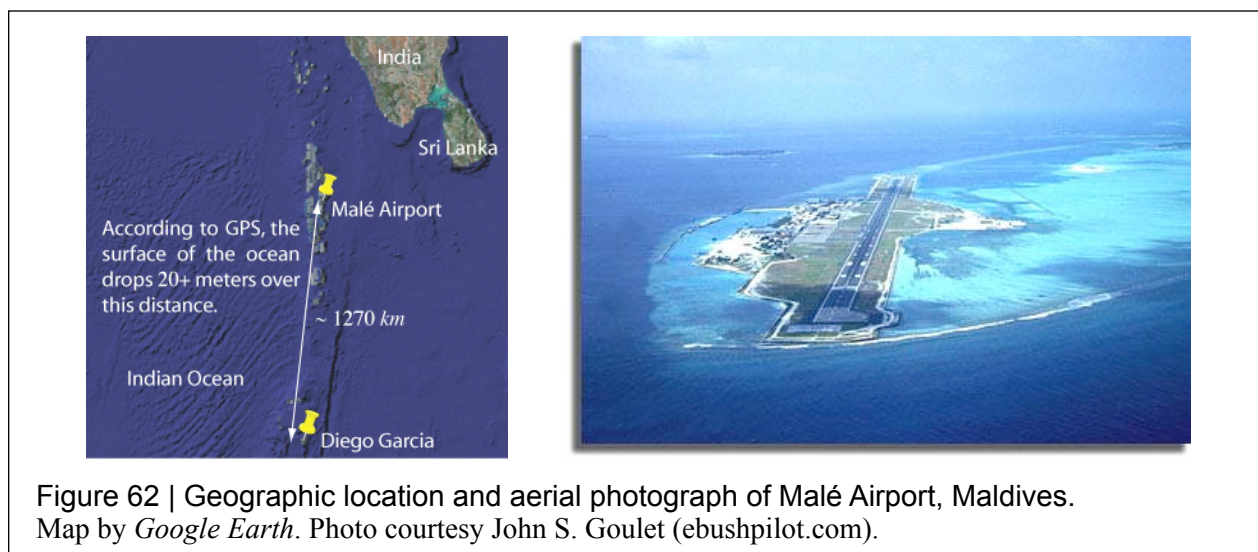 India
Sri Lanka
Malé Airport
According to GPS, the
surface of the ocean
drops 20+ meters over
this distance.
~ 1270 km
Indian Ocean
Diego Garcia
Figure 62 | Geographic location and aerial photograph of Malé Airport, Maldives.
Map by Google Earth. Photo courtesy John S. Goulet (ebushpilot.com).